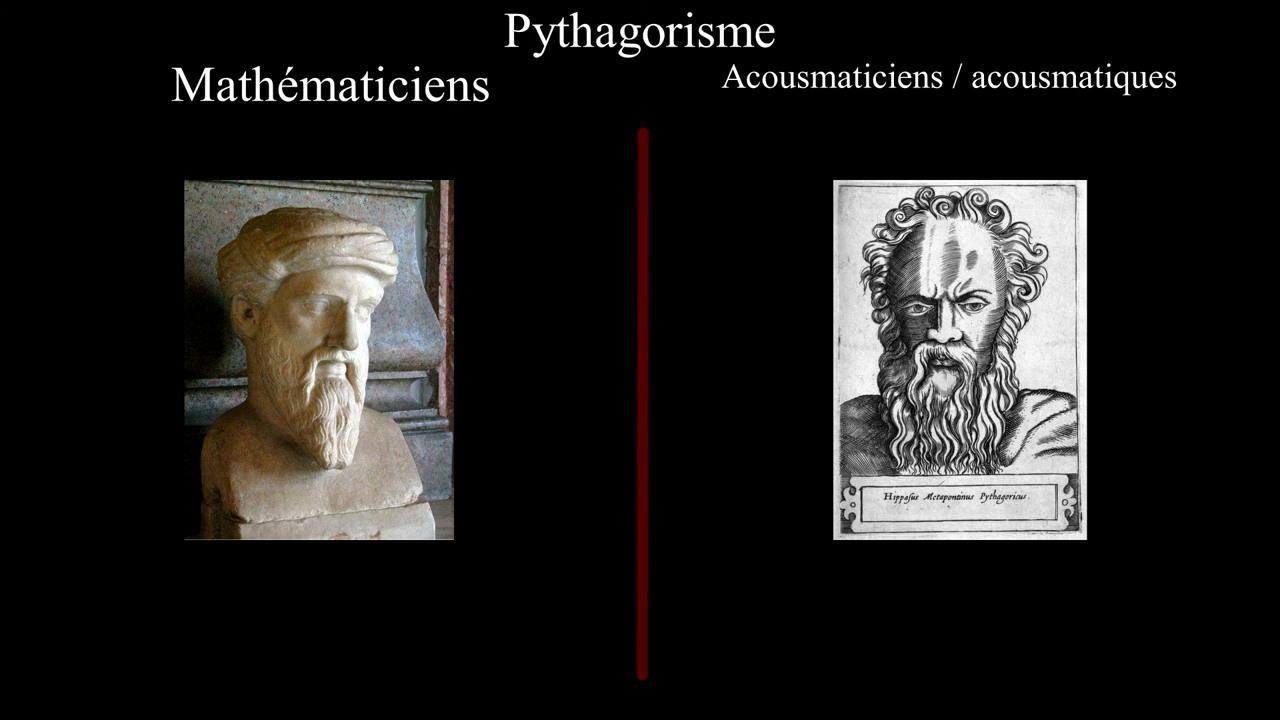 Pythagorisme
Mathématiciens
Acousmaticiens / acousmatiques
Hippasus Metapontinus Pythagoricus.